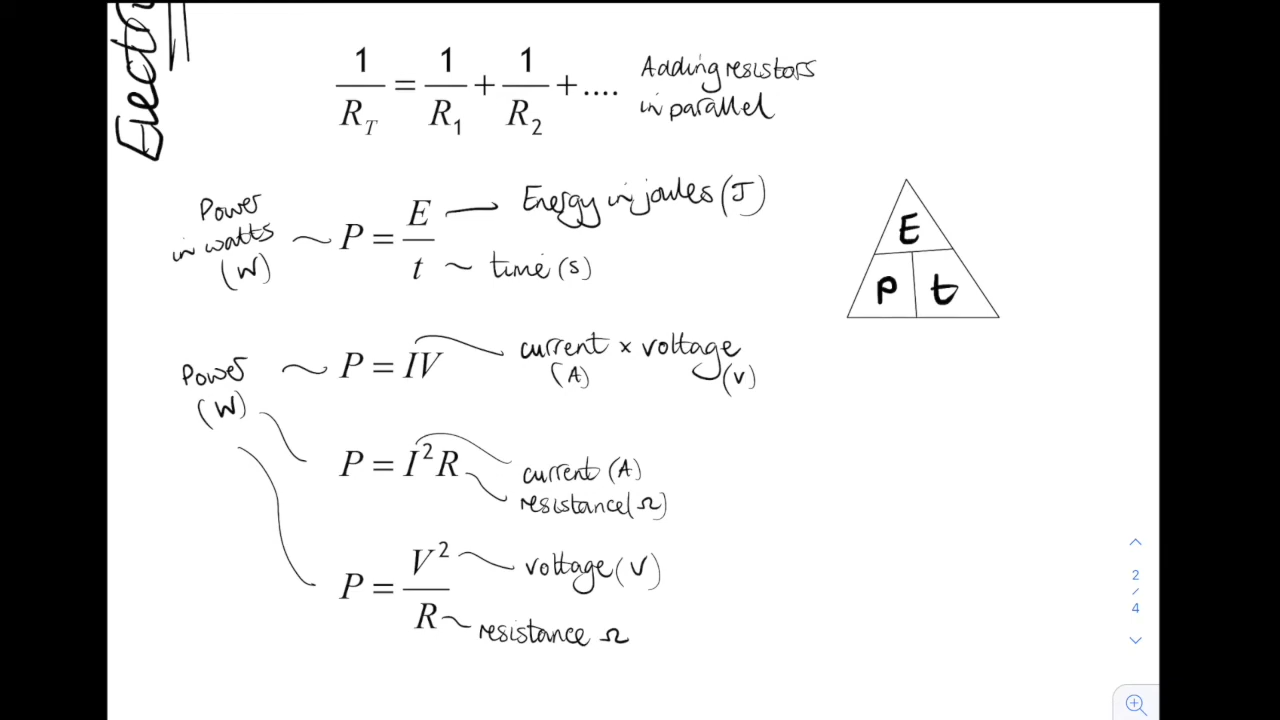 Electri
1/R_T = 1/R_1 + 1/R_2 + ....
Adding resistors
in parallel
Power
in watts
(W)
P = E/t
Energy in joules (J)
time (s)
E
P t
Power
(W)
P = IV
current x voltage
(A) (V)
P = I²R
current (A)
resistance (Ω)
P = V²/R
voltage (V)
resistance Ω
2
/
4